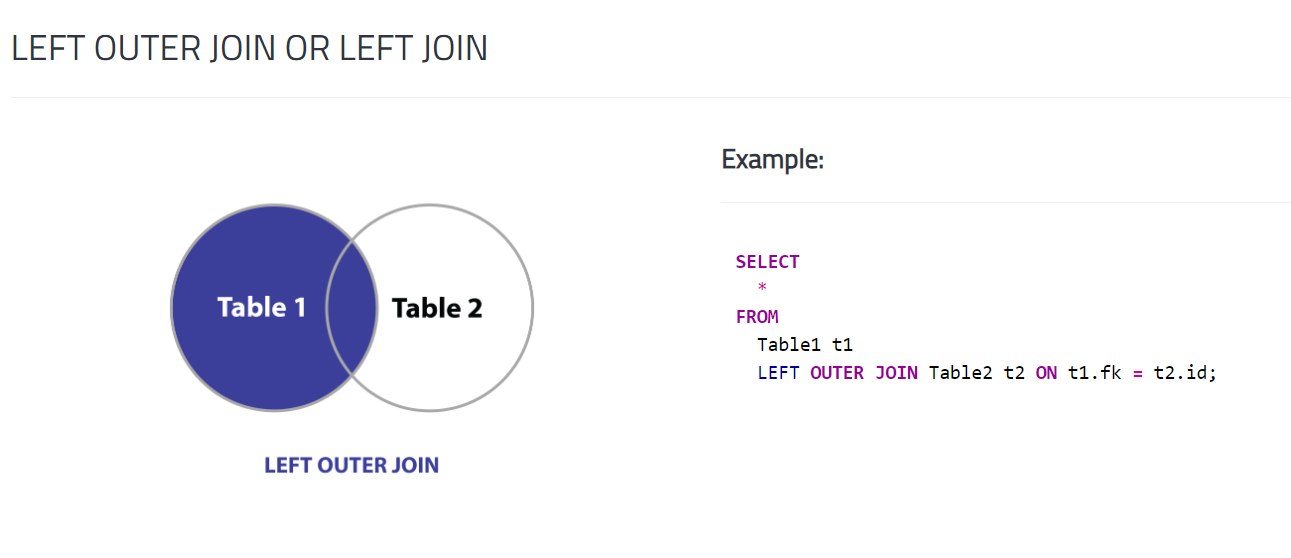 LEFT OUTER JOIN OR LEFT JOIN
Table 1
Table 2
LEFT OUTER JOIN
Example:
SELECT
*
FROM
Table1 t1
LEFT OUTER JOIN Table2 t2 ON t1.fk = t2.id;